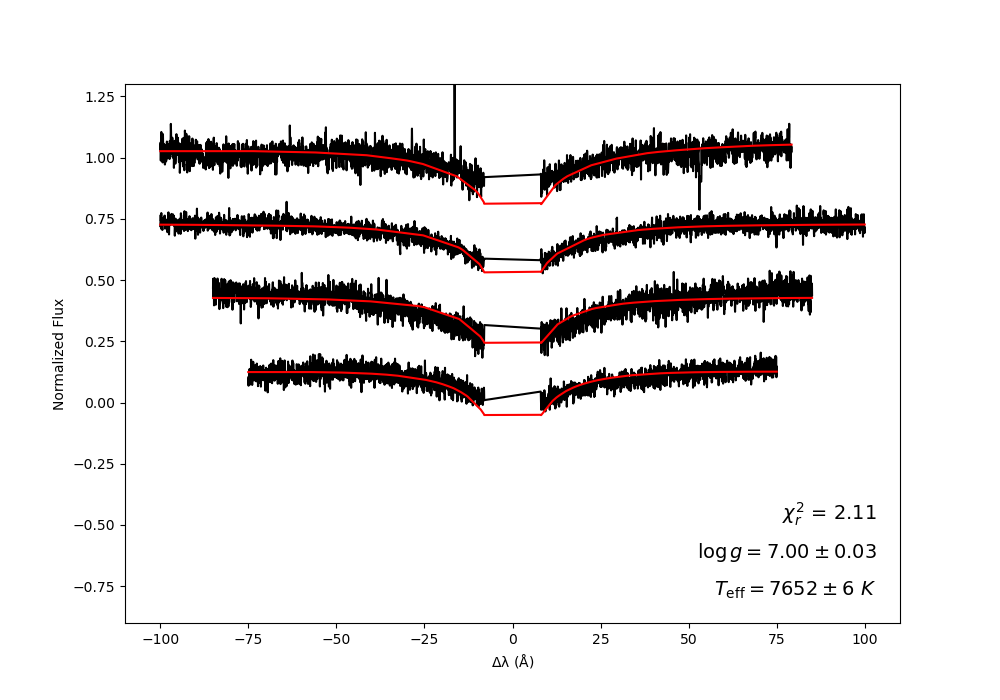 1.25
1.00
0.75
0.50
0.25
0.00
−0.25
−0.50
−0.75
Normalized Flux
χ²ᵣ = 2.11
log g = 7.00 ± 0.03
T_eff = 7652 ± 6 K
−100 −75 −50 −25 0 25 50 75 100
Δλ (Å)